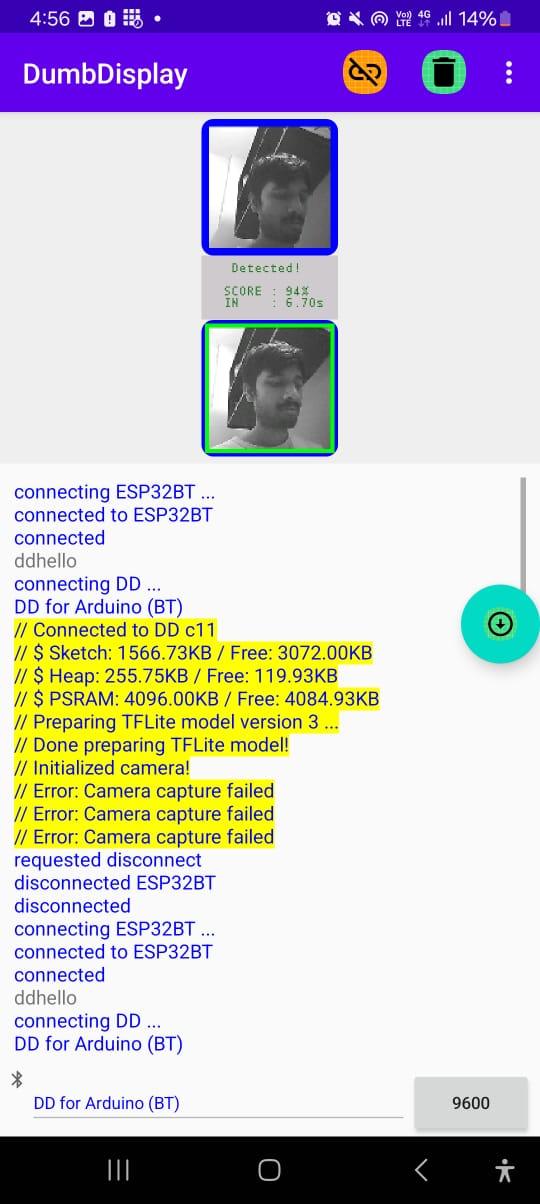 4:56
Vo)) LTE 4G 14%
DumbDisplay
Detected!
SCORE : 94%
IN : 6.70s
connecting ESP32BT ...
connected to ESP32BT
connected
ddhello
connecting DD ...
DD for Arduino (BT)
// Connected to DD c11
// $ Sketch: 1566.73KB / Free: 3072.00KB
// $ Heap: 255.75KB / Free: 119.93KB
// $ PSRAM: 4096.00KB / Free: 4084.93KB
// Preparing TFLite model version 3 ...
// Done preparing TFLite model!
// Initialized camera!
// Error: Camera capture failed
// Error: Camera capture failed
// Error: Camera capture failed
requested disconnect
disconnected ESP32BT
disconnected
connecting ESP32BT ...
connected to ESP32BT
connected
ddhello
connecting DD ...
DD for Arduino (BT)
DD for Arduino (BT) 9600